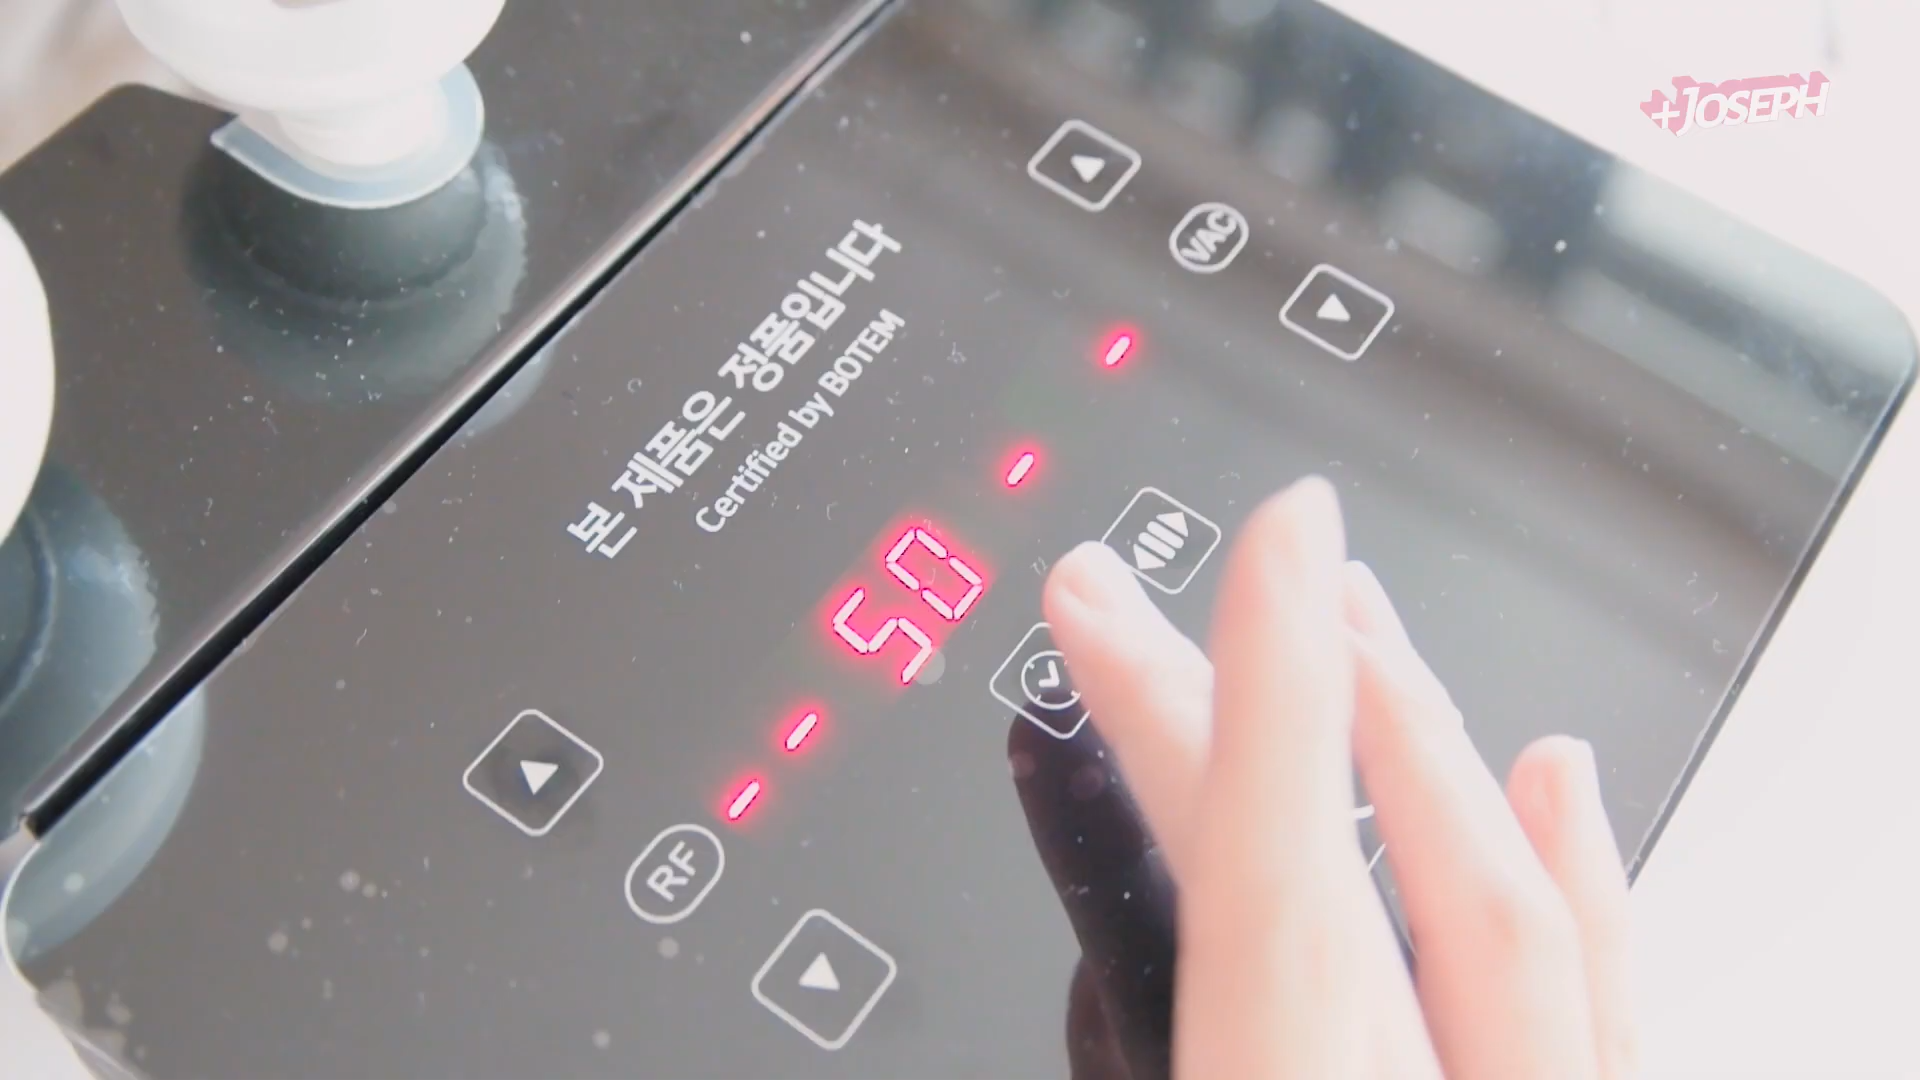 +JOSEPH
VAC
본 제품은 정품입니다
Certified by BOTEM
- - 50 - -
RF